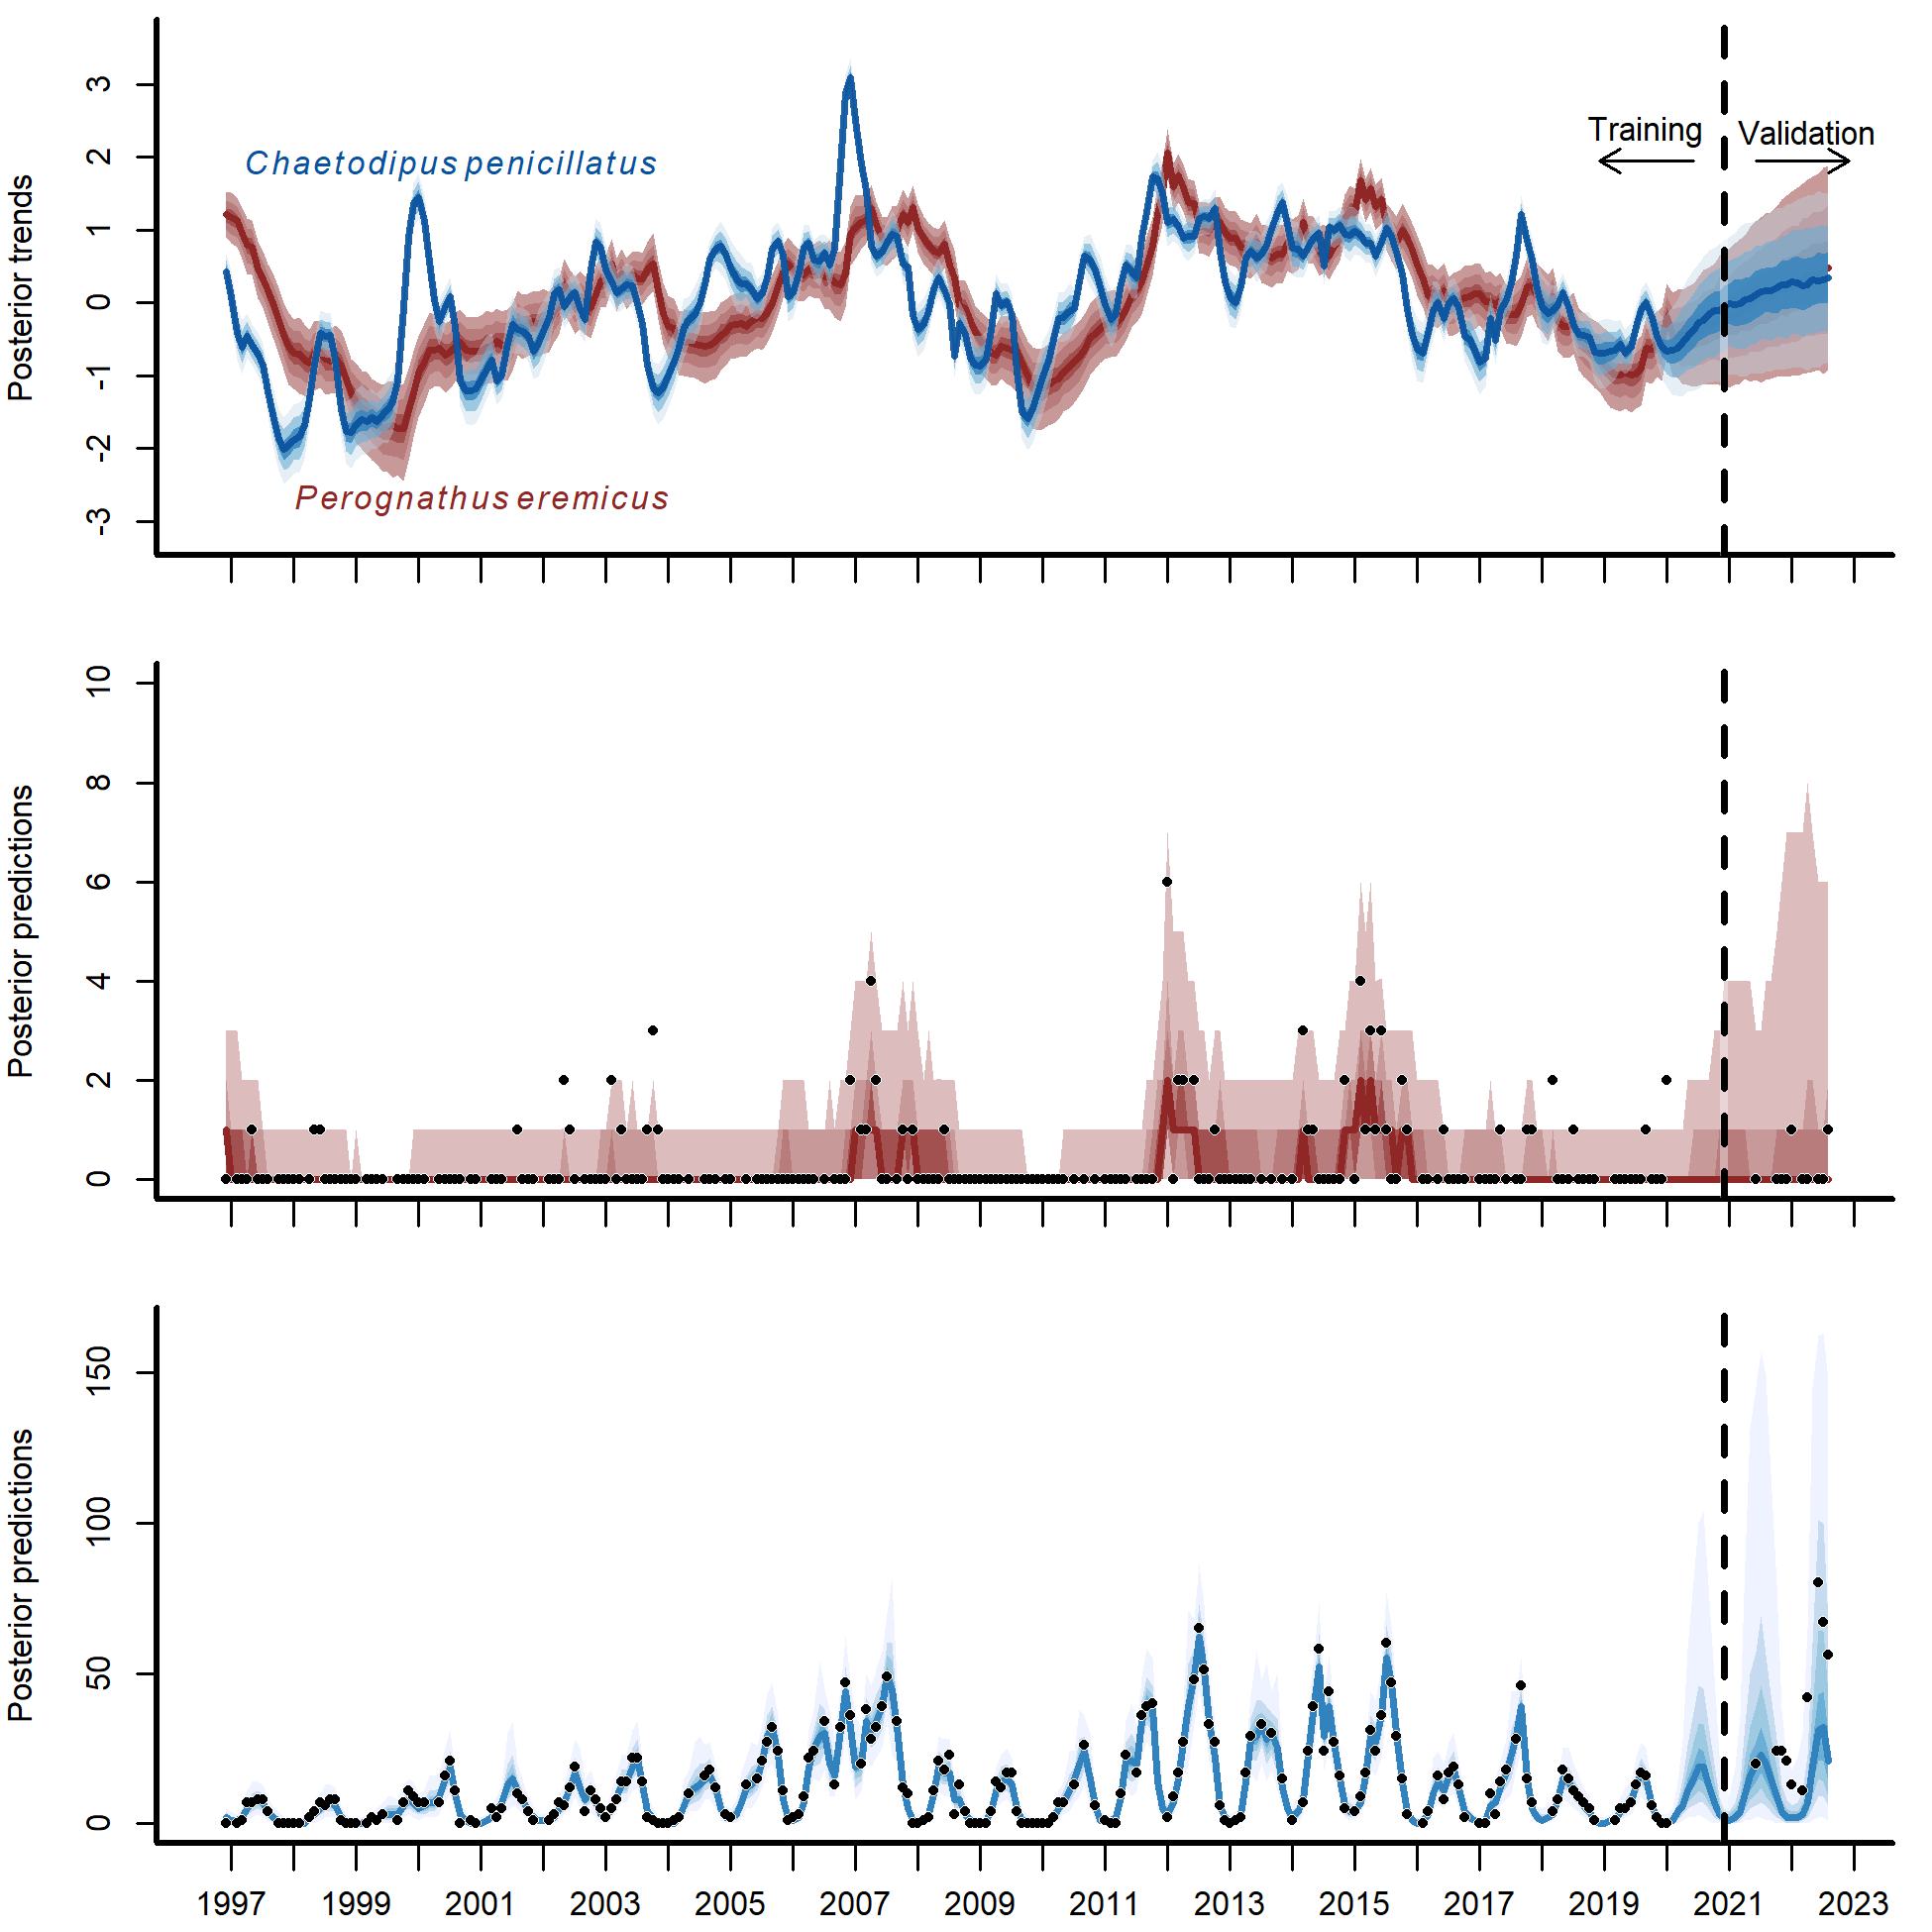 Posterior trends
3
2
1
0
-1
-2
-3
Chaetodipus penicillatus
Perognathus eremicus
Training
Validation
Posterior predictions
10
8
6
4
2
0
Posterior predictions
150
100
50
0
1997 1999 2001 2003 2005 2007 2009 2011 2013 2015 2017 2019 2021 2023